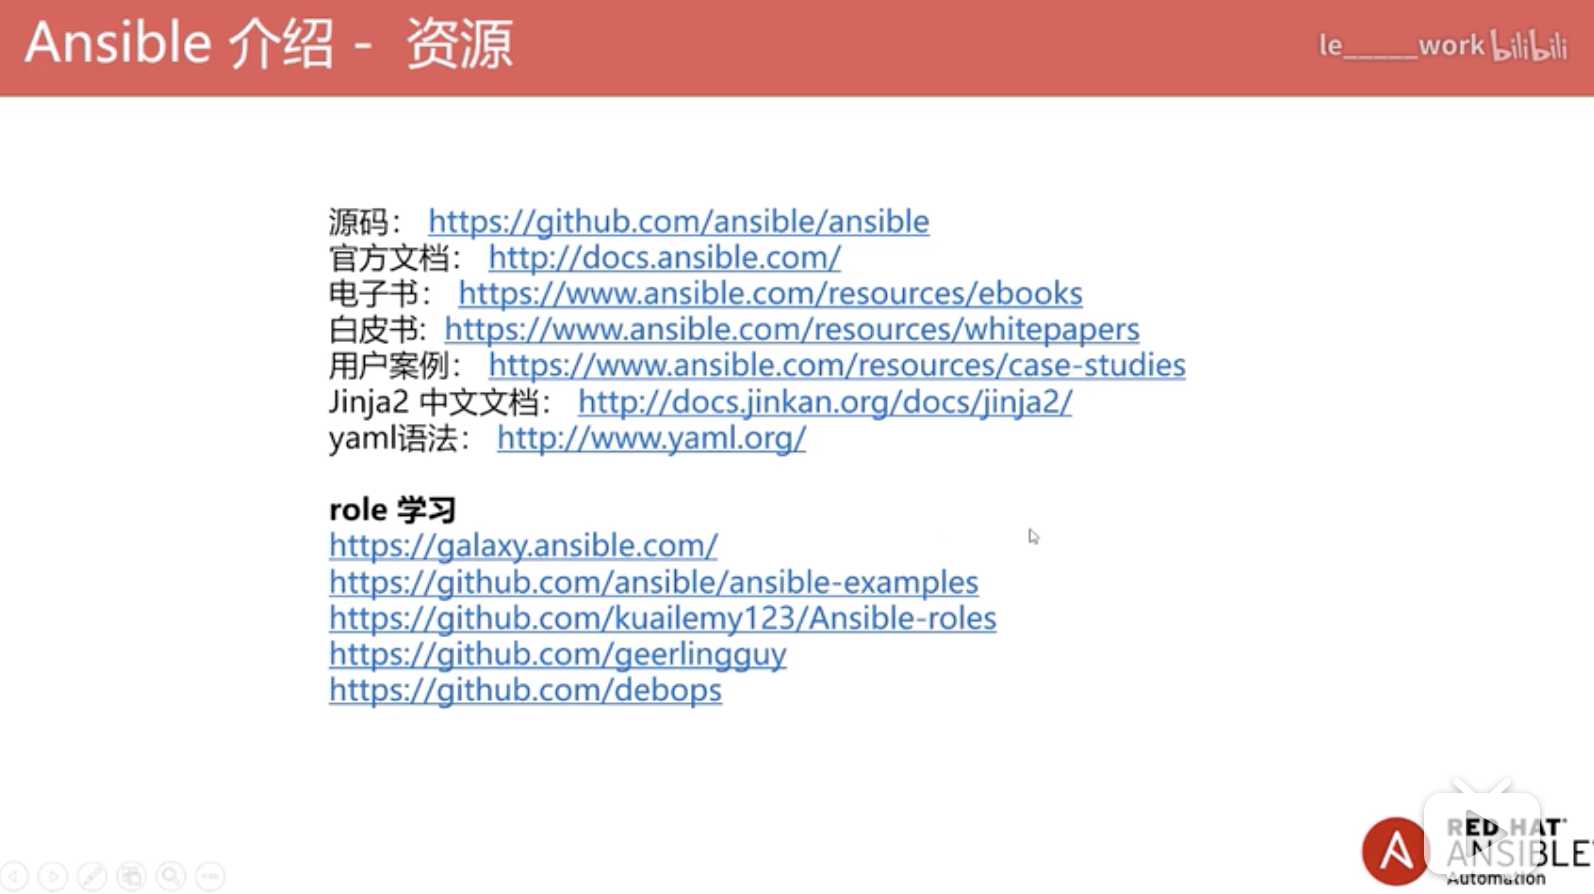 Ansible 介绍 - 资源
le_____work bilibili
源码： https://github.com/ansible/ansible
官方文档： http://docs.ansible.com/
电子书： https://www.ansible.com/resources/ebooks
白皮书: https://www.ansible.com/resources/whitepapers
用户案例： https://www.ansible.com/resources/case-studies
Jinja2 中文文档： http://docs.jinkan.org/docs/jinja2/
yaml语法： http://www.yaml.org/
role 学习
https://galaxy.ansible.com/
https://github.com/ansible/ansible-examples
https://github.com/kuailemy123/Ansible-roles
https://github.com/geerlingguy
https://github.com/debops
RED HAT
ANSIBLE
Automation